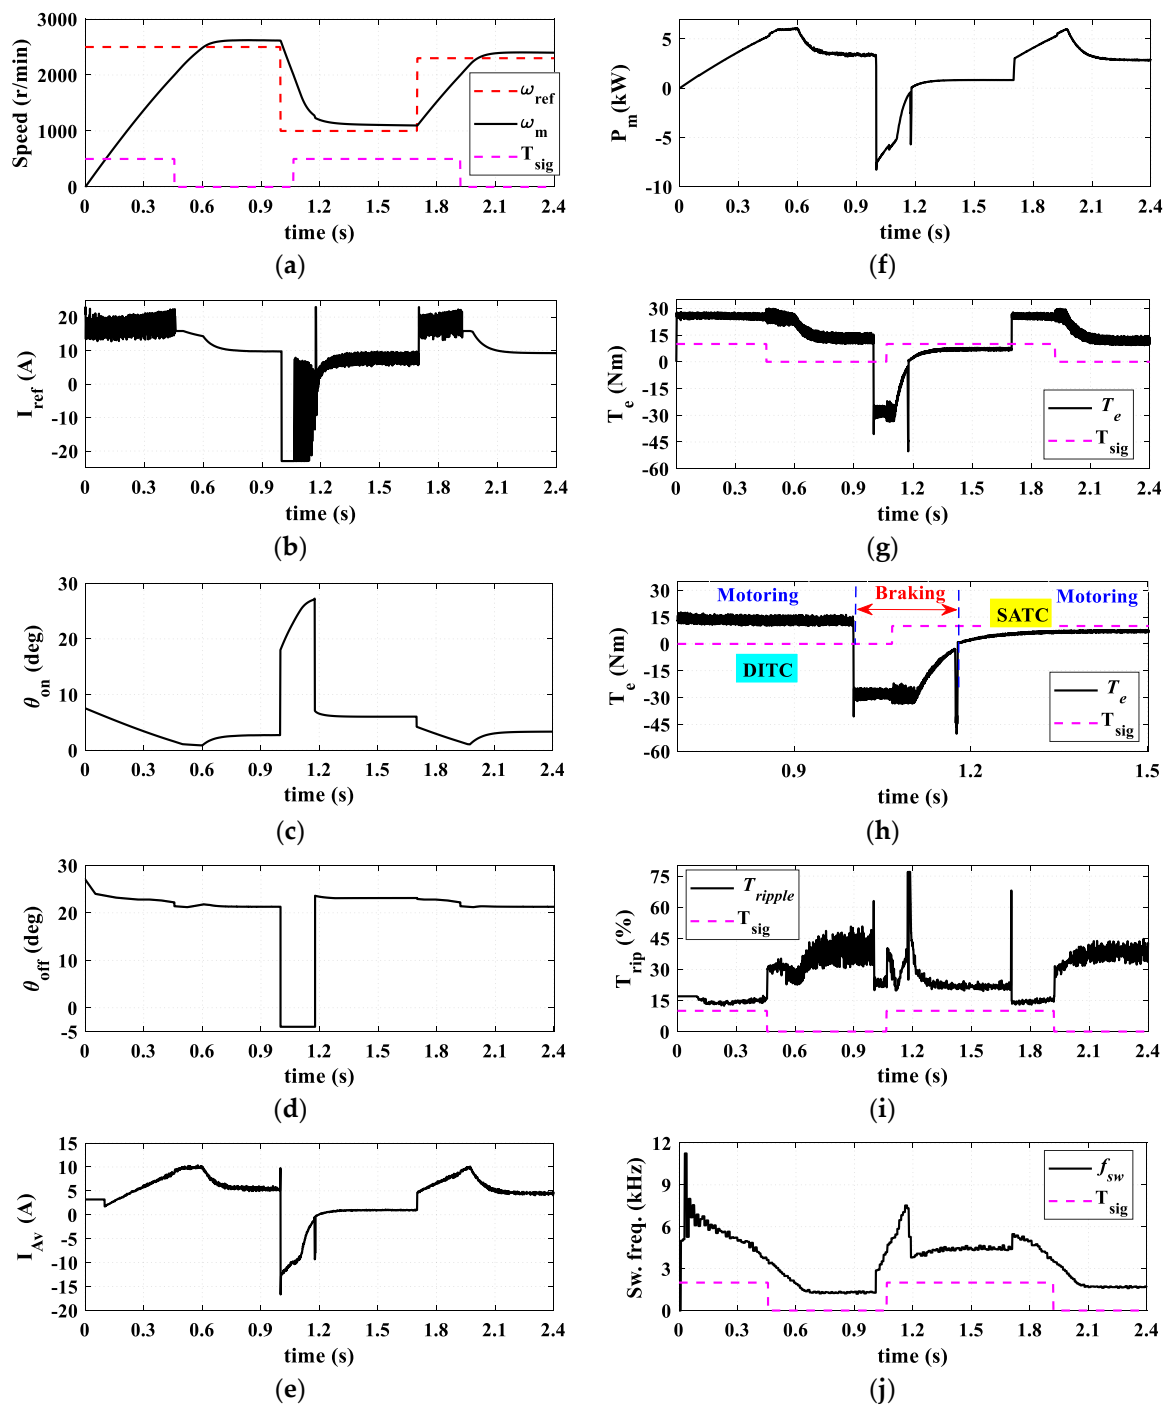 3000
2000
1000
0
Speed (r/min)
ω_ref
ω_m
T_sig
0 0.3 0.6 0.9 1.2 1.5 1.8 2.1 2.4
time (s)
(a)
5
0
-5
-10
P_m(kW)
0 0.3 0.6 0.9 1.2 1.5 1.8 2.1 2.4
time (s)
(f)
20
10
0
-10
-20
I_ref (A)
0 0.3 0.6 0.9 1.2 1.5 1.8 2.1 2.4
time (s)
(b)
30
15
0
-15
-30
-45
-60
T_e (Nm)
T_e
T_sig
0 0.3 0.6 0.9 1.2 1.5 1.8 2.1 2.4
time (s)
(g)
30
20
10
0
θ_on (deg)
0 0.3 0.6 0.9 1.2 1.5 1.8 2.1 2.4
time (s)
(c)
30
15
0
-15
-30
-45
-60
T_e (Nm)
Motoring Braking Motoring
SATC
DITC
T_e
T_sig
0.9 1.2 1.5
time (s)
(h)
30
20
10
0
-5
θ_off (deg)
0 0.3 0.6 0.9 1.2 1.5 1.8 2.1 2.4
time (s)
(d)
75
60
45
30
15
0
T_rip (%)
T_ripple
T_sig
0 0.3 0.6 0.9 1.2 1.5 1.8 2.1 2.4
time (s)
(i)
15
10
5
0
-5
-10
-15
-20
I_Av (A)
0 0.3 0.6 0.9 1.2 1.5 1.8 2.1 2.4
time (s)
(e)
12
9
6
3
0
Sw. freq. (kHz)
f_sw
T_sig
0 0.3 0.6 0.9 1.2 1.5 1.8 2.1 2.4
time (s)
(j)